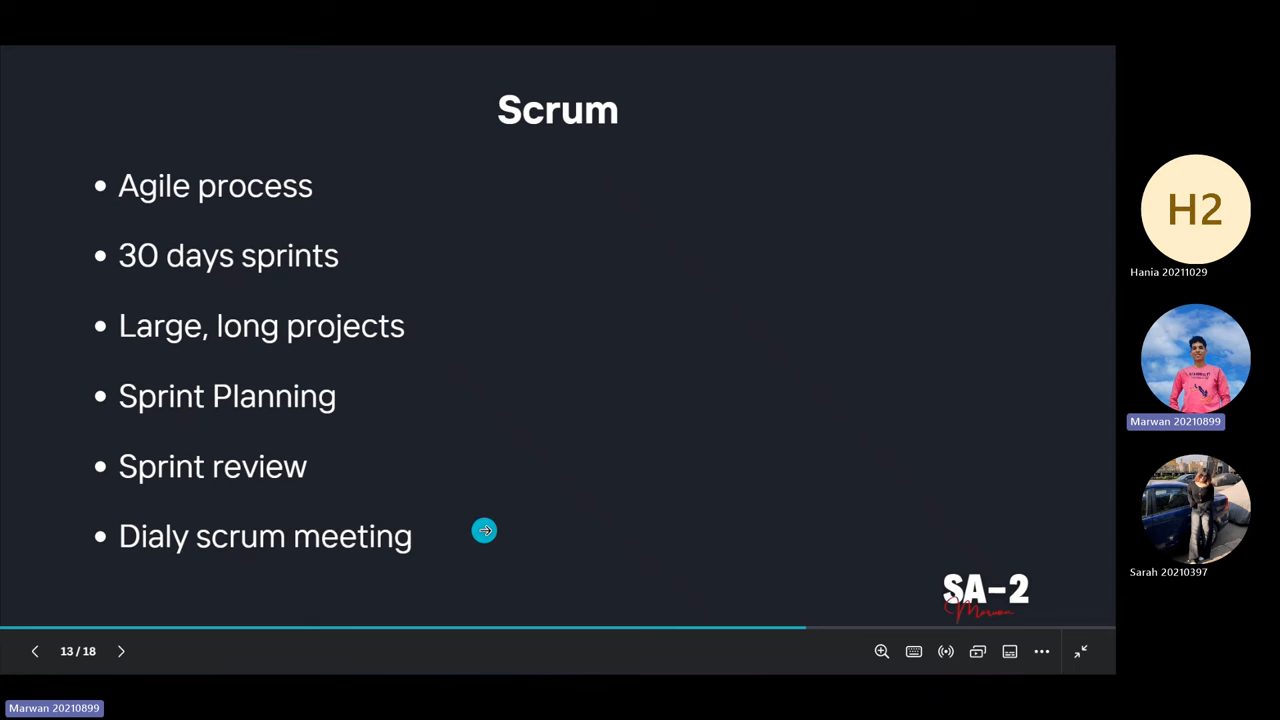 Scrum
• Agile process
• 30 days sprints
• Large, long projects
• Sprint Planning
• Sprint review
• Dialy scrum meeting
SA-2
Marwan
13 / 18
H2
Hania 20211029
Marwan 20210899
Sarah 20210397
Marwan 20210899